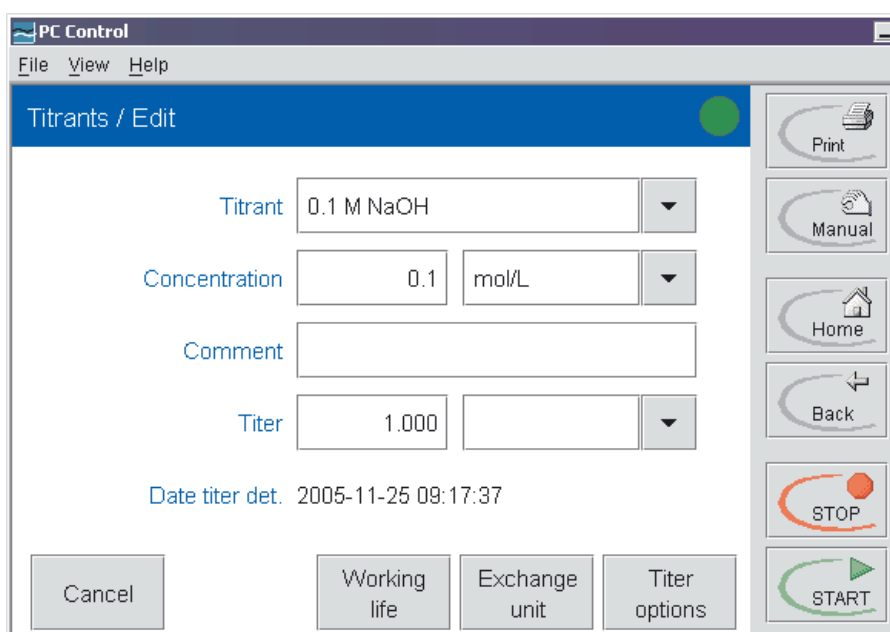 PC Control
File View Help
Titrants / Edit
Print
Titrant 0.1 M NaOH
Manual
Concentration 0.1 mol/L
Home
Comment
Back
Titer 1.000
Date titer det. 2005-11-25 09:17:37
STOP
Cancel
Working life
Exchange unit
Titer options
START